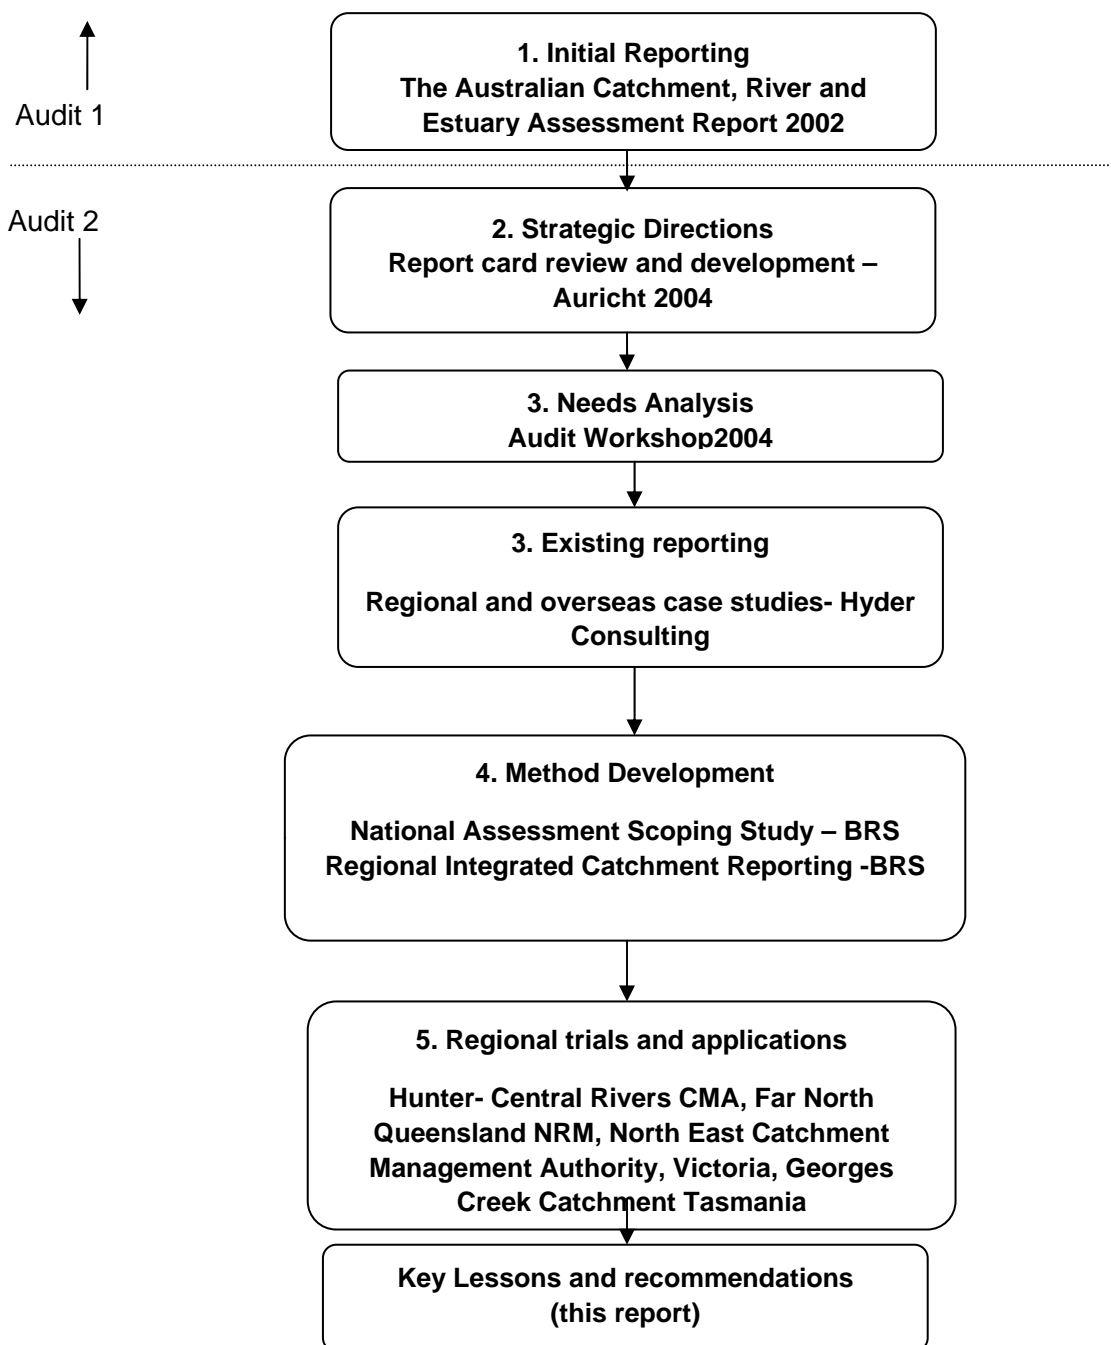 1. Initial Reporting
The Australian Catchment, River and
Estuary Assessment Report 2002
Audit 1
Audit 2
2. Strategic Directions
Report card review and development –
Auricht 2004
3. Needs Analysis
Audit Workshop2004
3. Existing reporting
Regional and overseas case studies- Hyder
Consulting
4. Method Development
National Assessment Scoping Study – BRS
Regional Integrated Catchment Reporting -BRS
5. Regional trials and applications
Hunter- Central Rivers CMA, Far North
Queensland NRM, North East Catchment
Management Authority, Victoria, Georges
Creek Catchment Tasmania
Key Lessons and recommendations
(this report)